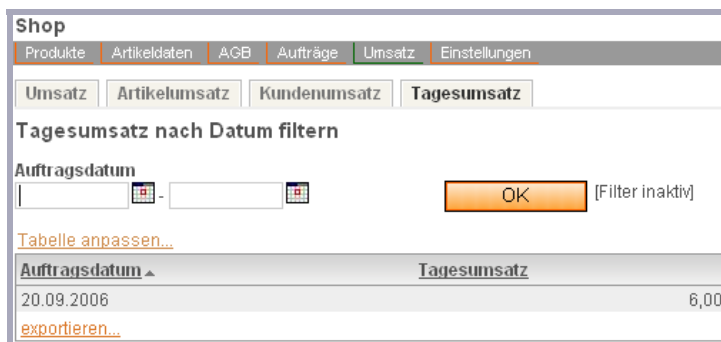 Shop
Produkte Artikeldaten AGB Aufträge Umsatz Einstellungen
Umsatz Artikelumsatz Kundenumsatz Tagesumsatz
Tagesumsatz nach Datum filtern
Auftragsdatum
- OK [Filter inaktiv]
Tabelle anpassen...
Auftragsdatum Tagesumsatz
20.09.2006 6,00
exportieren...